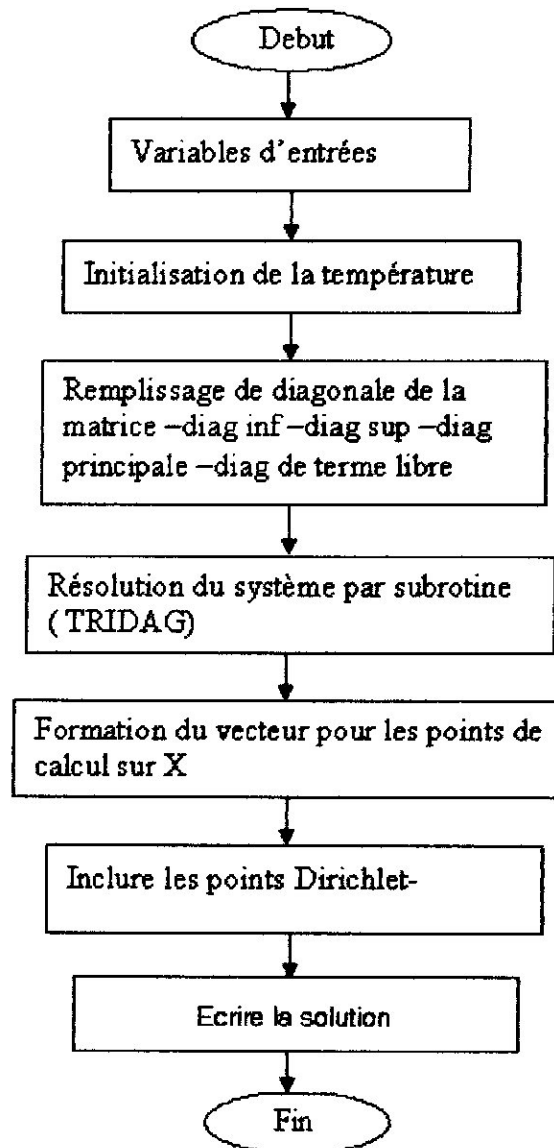 Debut
Variables d'entrées
Initialisation de la température
Remplissage de diagonale de la
matrice –diag inf –diag sup –diag
principale –diag de terme libre
Résolution du système par subrotine
( TRIDAG)
Formation du vecteur pour les points de
calcul sur X
Inclure les points Dirichlet-
Ecrire la solution
Fin